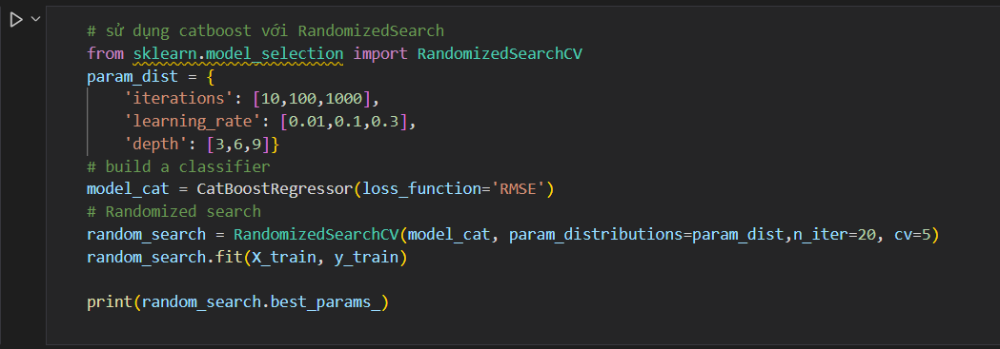 # sử dụng catboost với RandomizedSearch
from sklearn.model_selection import RandomizedSearchCV
param_dist = {
    'iterations': [10,100,1000],
    'learning_rate': [0.01,0.1,0.3],
    'depth': [3,6,9]}
# build a classifier
model_cat = CatBoostRegressor(loss_function='RMSE')
# Randomized search
random_search = RandomizedSearchCV(model_cat, param_distributions=param_dist,n_iter=20, cv=5)
random_search.fit(X_train, y_train)
print(random_search.best_params_)